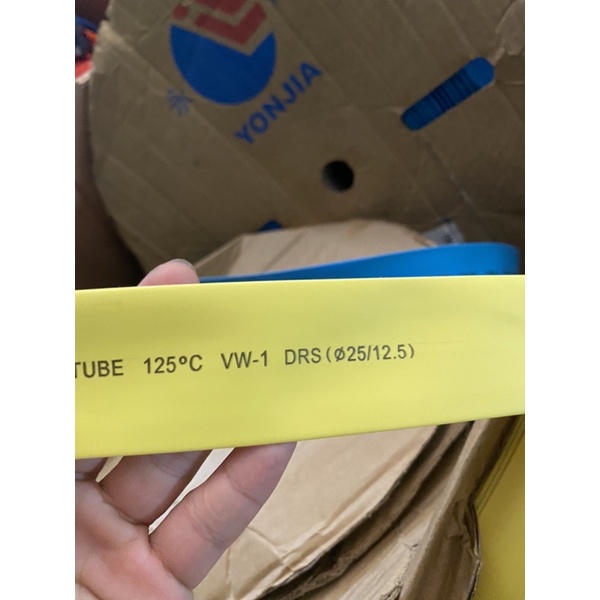 YONJIA
TUBE 125°C VW-1 DRS(Ø25/12.5)